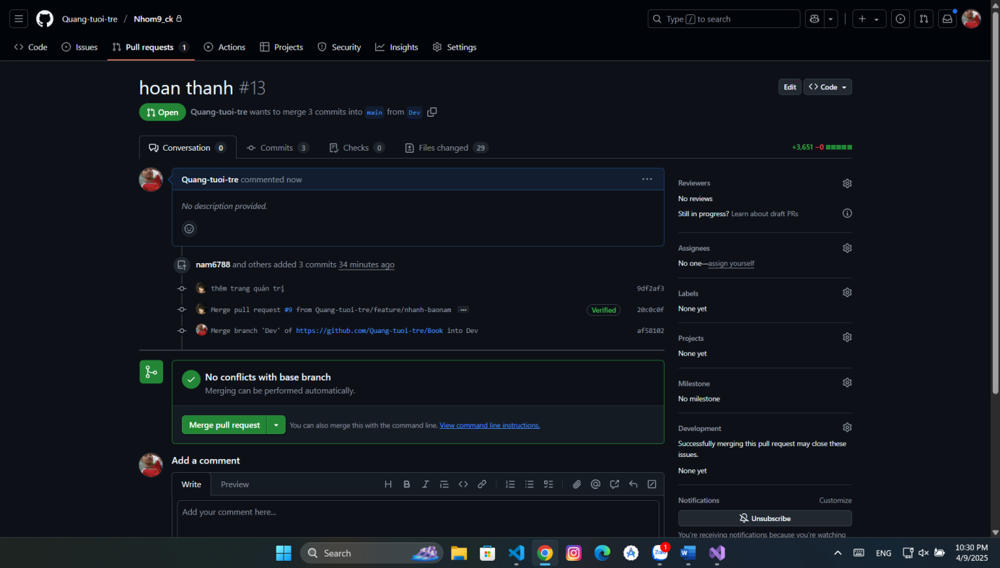 Quang-tuoi-tre / Nhom9_ck
Type / to search
Code
Issues
Pull requests 1
Actions
Projects
Security
Insights
Settings
hoan thanh #13
Edit
Code
Open
Quang-tuoi-tre wants to merge 3 commits into main from Dev
Conversation 0
Commits 3
Checks 0
Files changed 29
+3,651 −0
Quang-tuoi-tre commented now
No description provided.
nam6788 and others added 3 commits 34 minutes ago
thêm trang quản trị
9df2af3
Merge pull request #9 from Quang-tuoi-tre/feature/nhanh-baonam ...
Verified
20c0c0f
Merge branch 'Dev' of https://github.com/Quang-tuoi-tre/Book into Dev
af58102
No conflicts with base branch
Merging can be performed automatically.
Merge pull request
You can also merge this with the command line. View command line instructions.
Add a comment
Write
Preview
Add your comment here...
Reviewers
No reviews
Still in progress? Learn about draft PRs
Assignees
No one—assign yourself
Labels
None yet
Projects
None yet
Milestone
No milestone
Development
Successfully merging this pull request may close these
issues.
None yet
Notifications
Customize
Unsubscribe
You're receiving notifications because you're watching
Search
Zalo
1
ENG
10:30 PM
4/9/2025